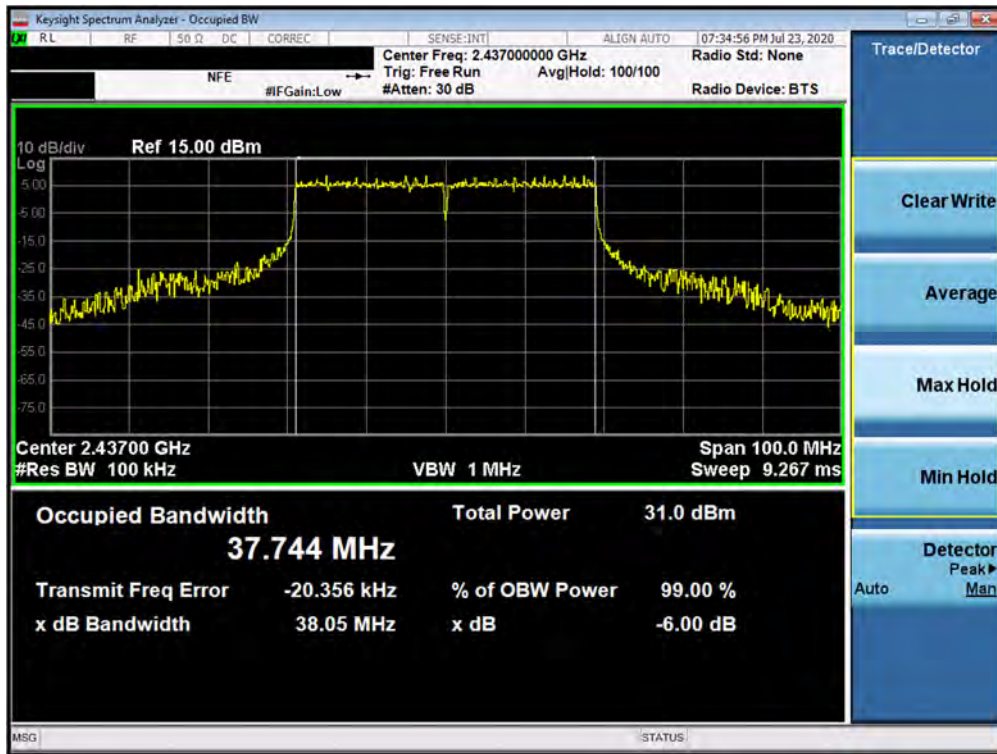 Keysight Spectrum Analyzer - Occupied BW
LXI RL RF 50 Ω DC CORREC SENSE:INT ALIGN AUTO 07:34:56 PM Jul 23, 2020
Center Freq: 2.437000000 GHz Radio Std: None
NFE Trig: Free Run Avg|Hold: 100/100
#IFGain:Low #Atten: 30 dB Radio Device: BTS
10 dB/div Ref 15.00 dBm
Log
5.00
-5.00
-15.0
-25.0
-35.0
-45.0
-55.0
-65.0
-75.0
Center 2.43700 GHz Span 100.0 MHz
#Res BW 100 kHz VBW 1 MHz Sweep 9.267 ms
Occupied Bandwidth Total Power 31.0 dBm
37.744 MHz
Transmit Freq Error -20.356 kHz % of OBW Power 99.00 %
x dB Bandwidth 38.05 MHz x dB -6.00 dB
MSG STATUS
Trace/Detector
Clear Write
Average
Max Hold
Min Hold
Detector
Peak▶
Auto Man